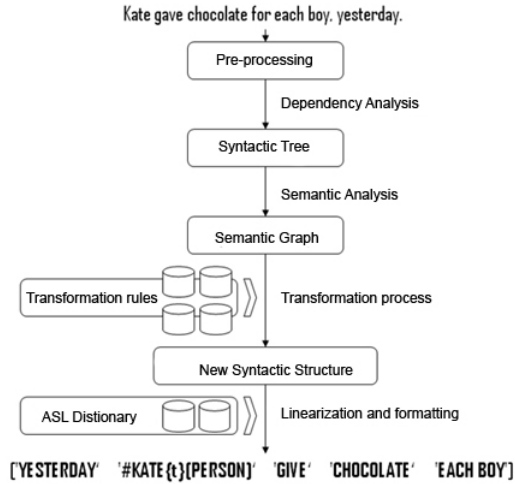 Kate gave chocolate for each boy, yesterday.
Pre-processing
Dependency Analysis
Syntactic Tree
Semantic Analysis
Semantic Graph
Transformation rules
Transformation process
New Syntactic Structure
ASL Distionary
Linearization and formatting
['YESTERDAY' '#KATE{t}(PERSON)' 'GIVE' 'CHOCOLATE' 'EACH BOY']